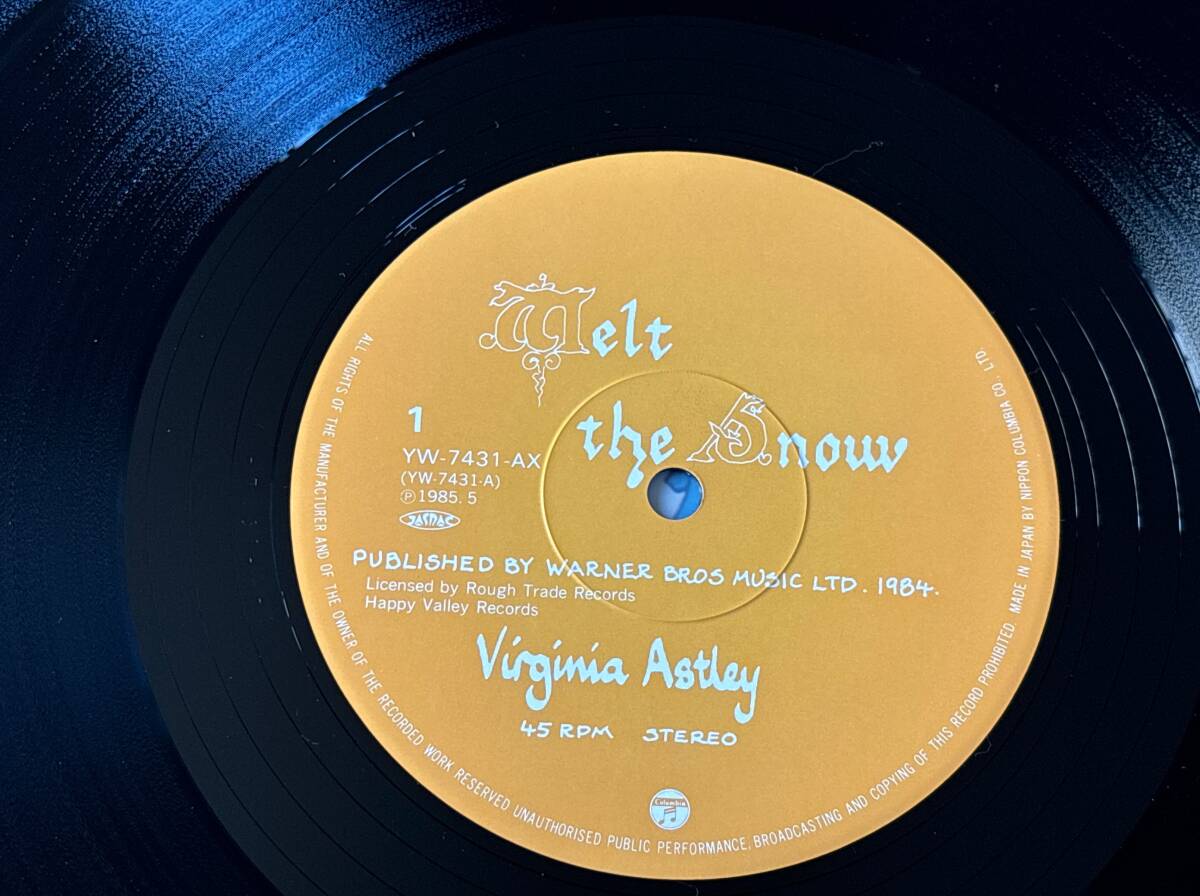 Melt
the Snow
1
YW-7431-AX
(YW-7431-A)
Ⓟ1985. 5
JASRAC
PUBLISHED BY WARNER BROS MUSIC LTD. 1984.
Licensed by Rough Trade Records
Happy Valley Records
Virginia Astley
45 RPM STEREO
Columbia
ALL RIGHTS OF THE MANUFACTURER AND OF THE OWNER OF THE RECORDED WORK RESERVED UNAUTHORISED PUBLIC PERFORMANCE, BROADCASTING AND COPYING OF THIS RECORD PROHIBITED MADE IN JAPAN BY NIPPON COLUMBIA CO., LTD.